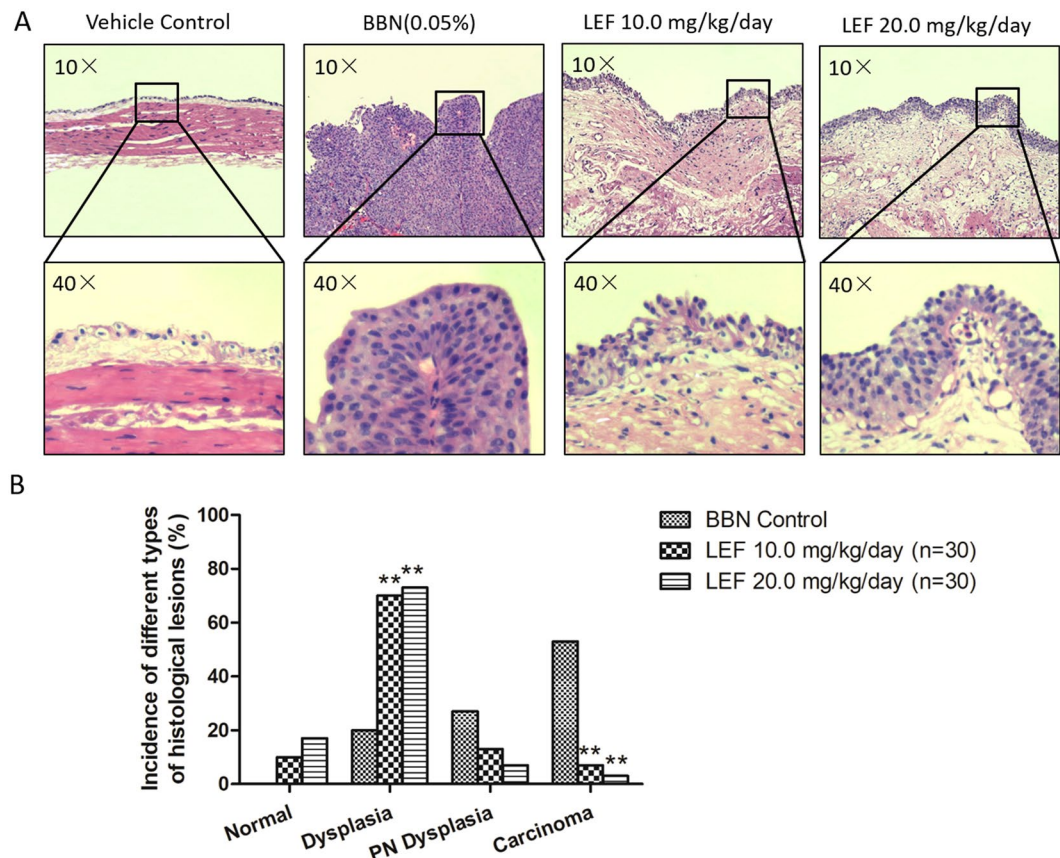 A
Vehicle Control
BBN(0.05%)
LEF 10.0 mg/kg/day
LEF 20.0 mg/kg/day
10×
10×
10×
10×
40×
40×
40×
40×
B
Incidence of different types
of histological lesions (%)
100
80
60
40
20
0
** **
** **
Normal
Dysplasia
PN Dysplasia
Carcinoma
BBN Control
LEF 10.0 mg/kg/day (n=30)
LEF 20.0 mg/kg/day (n=30)